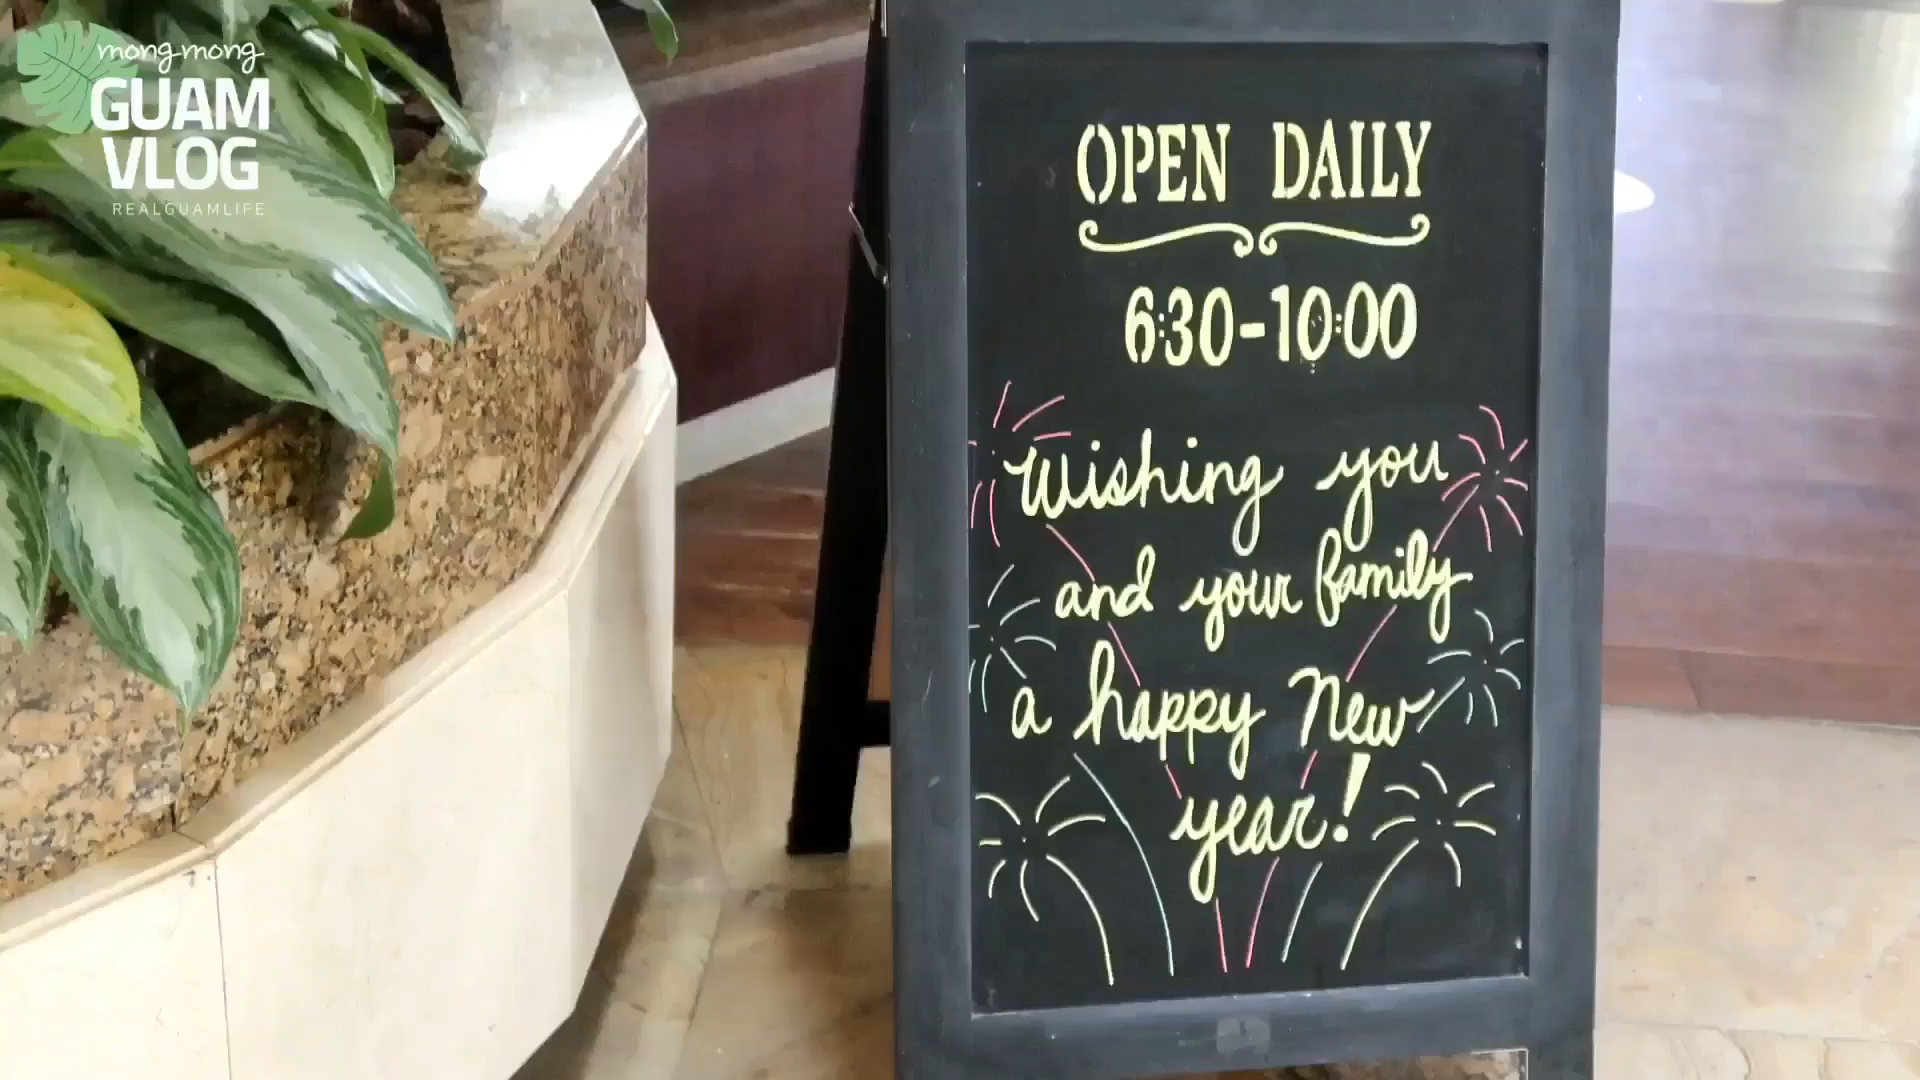 mong-mong
GUAM
VLOG
REALGUAMLIFE
OPEN DAILY
6:30-10:00
Wishing you
and your family
a happy New
year!